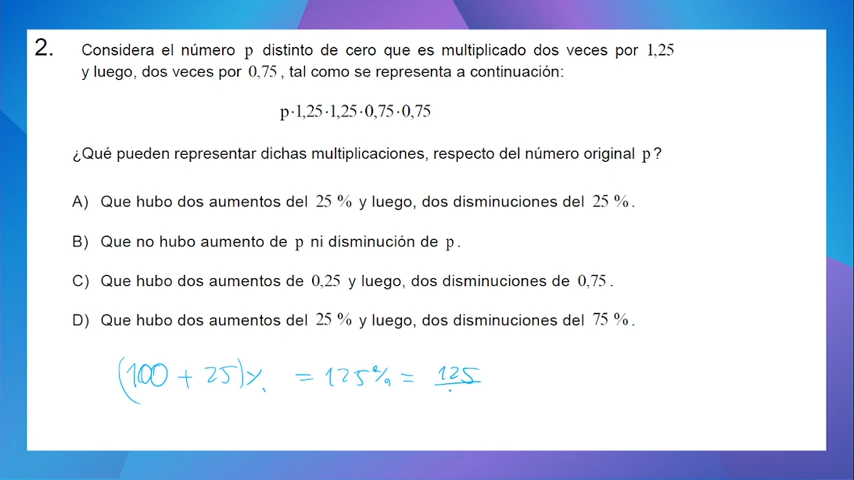 2. Considera el número p distinto de cero que es multiplicado dos veces por 1,25
y luego, dos veces por 0,75, tal como se representa a continuación:
p·1,25·1,25·0,75·0,75
¿Qué pueden representar dichas multiplicaciones, respecto del número original p?
A) Que hubo dos aumentos del 25 % y luego, dos disminuciones del 25 %.
B) Que no hubo aumento de p ni disminución de p.
C) Que hubo dos aumentos de 0,25 y luego, dos disminuciones de 0,75.
D) Que hubo dos aumentos del 25 % y luego, dos disminuciones del 75 %.
(100 + 25)% = 125% = 125